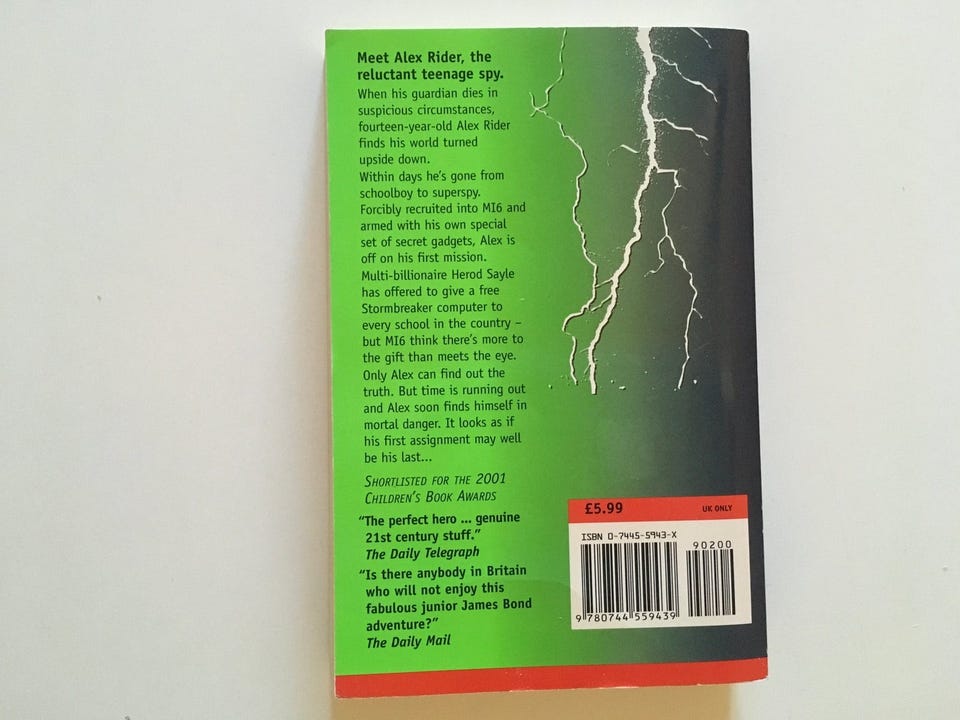 Meet Alex Rider, the
reluctant teenage spy.
When his guardian dies in
suspicious circumstances,
fourteen-year-old Alex Rider
finds his world turned
upside down.
Within days he's gone from
schoolboy to superspy.
Forcibly recruited into MI6 and
armed with his own special
set of secret gadgets, Alex is
off on his first mission.
Multi-billionaire Herod Sayle
has offered to give a free
Stormbreaker computer to
every school in the country –
but MI6 think there's more to
the gift than meets the eye.
Only Alex can find out the
truth. But time is running out
and Alex soon finds himself in
mortal danger. It looks as if
his first assignment may well
be his last...
SHORTLISTED FOR THE 2001
CHILDREN'S BOOK AWARDS
"The perfect hero ... genuine
21st century stuff."
The Daily Telegraph
"Is there anybody in Britain
who will not enjoy this
fabulous junior James Bond
adventure?"
The Daily Mail
£5.99 UK ONLY
ISBN 0-7445-5943-X
90200
9 780744 559439